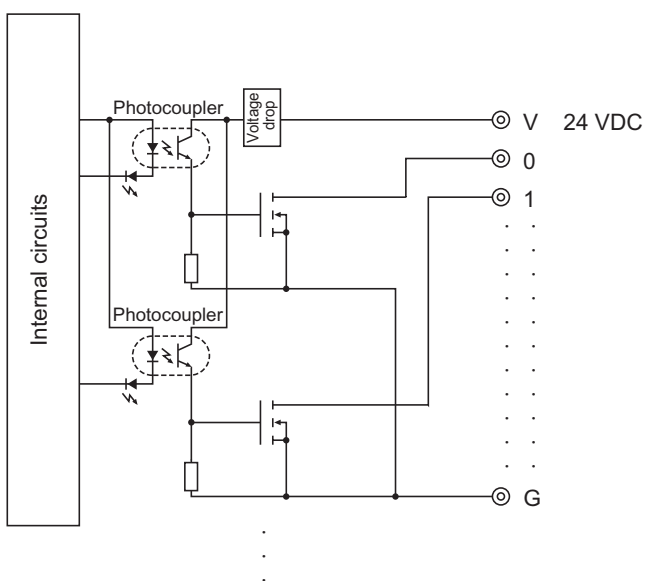 Photocoupler
Voltage
drop
V 24 VDC
0
1
Internal circuits
Photocoupler
G